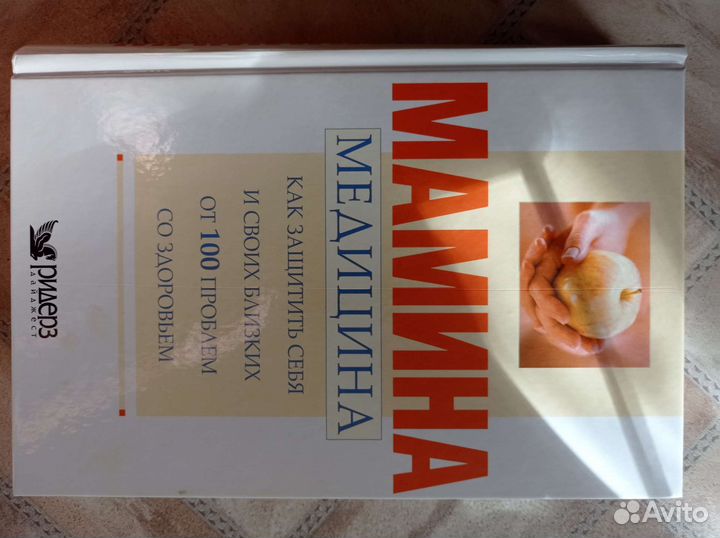 МАМИНА
МЕДИЦИНА
КАК ЗАЩИТИТЬ СЕБЯ
И СВОИХ БЛИЗКИХ
ОТ 100 ПРОБЛЕМ
СО ЗДОРОВЬЕМ
ридерз
дайджест
Avito